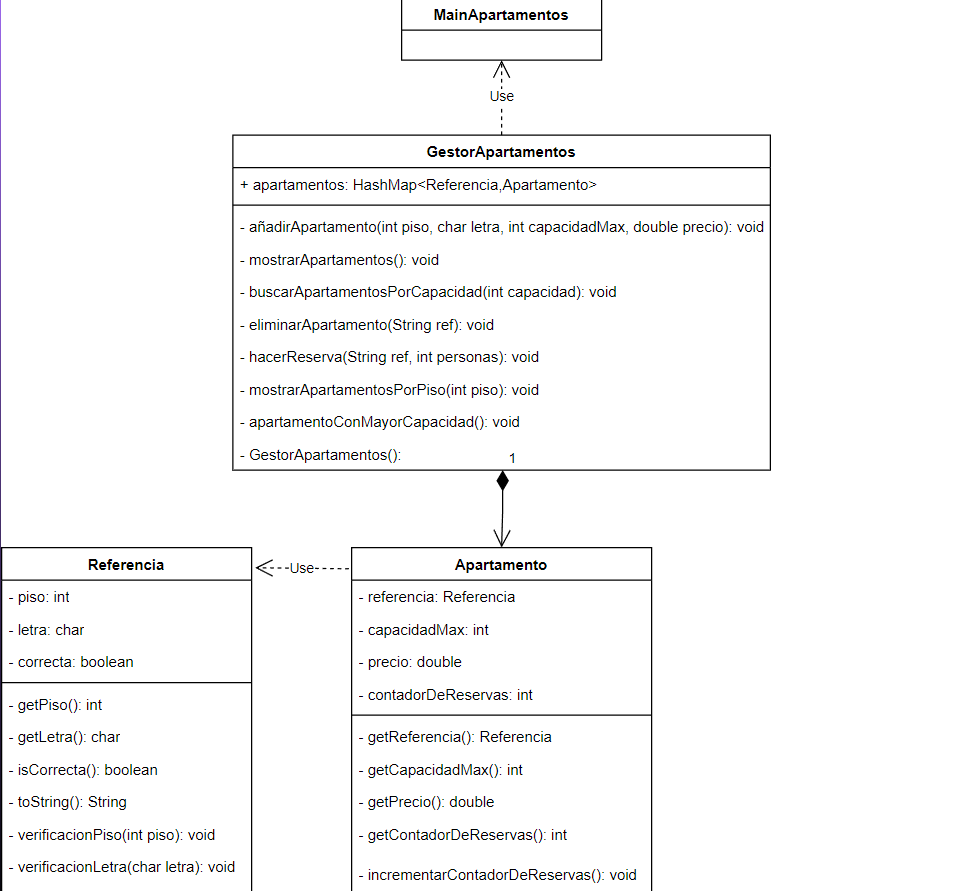 MainApartamentos
Use
GestorApartamentos
+ apartamentos: HashMap<Referencia,Apartamento>
- añadirApartamento(int piso, char letra, int capacidadMax, double precio): void
- mostrarApartamentos(): void
- buscarApartamentosPorCapacidad(int capacidad): void
- eliminarApartamento(String ref): void
- hacerReserva(String ref, int personas): void
- mostrarApartamentosPorPiso(int piso): void
- apartamentoConMayorCapacidad(): void
- GestorApartamentos():
1
Referencia
- piso: int
- letra: char
- correcta: boolean
- getPiso(): int
- getLetra(): char
- isCorrecta(): boolean
- toString(): String
- verificacionPiso(int piso): void
- verificacionLetra(char letra): void
Use
Apartamento
- referencia: Referencia
- capacidadMax: int
- precio: double
- contadorDeReservas: int
- getReferencia(): Referencia
- getCapacidadMax(): int
- getPrecio(): double
- getContadorDeReservas(): int
- incrementarContadorDeReservas(): void